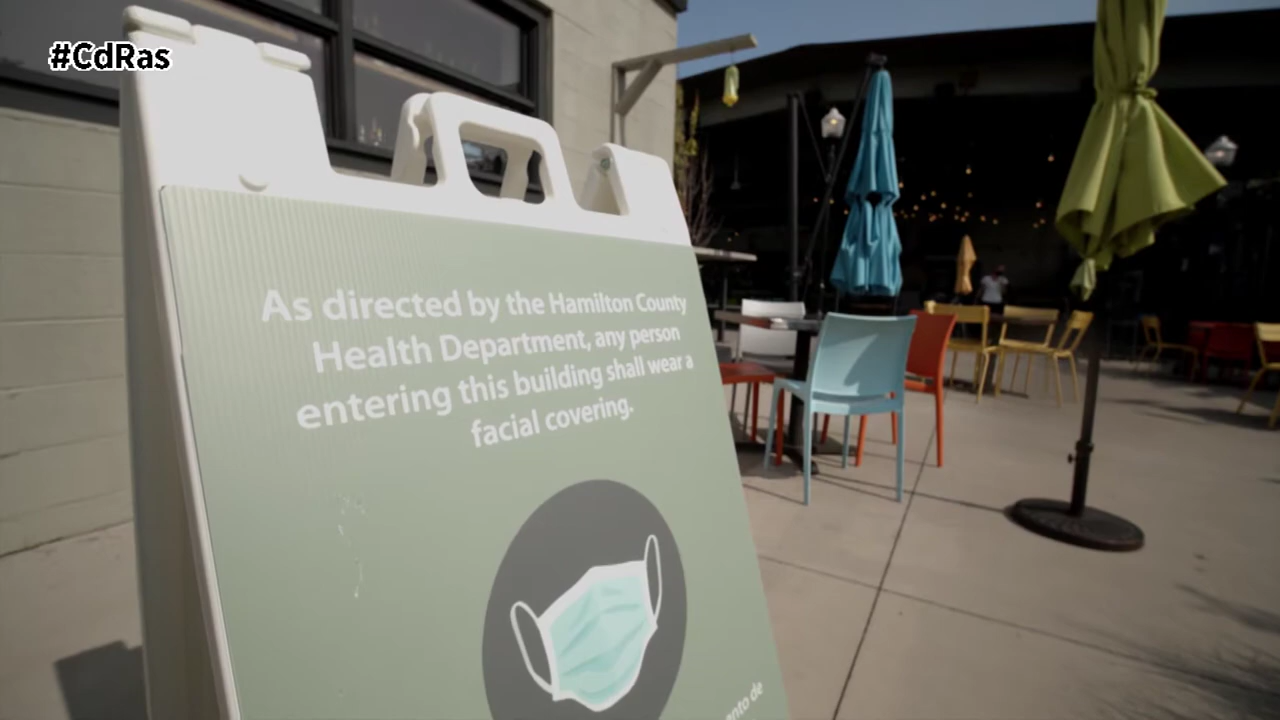 #CdRas
As directed by the Hamilton County
Health Department, any person
entering this building shall wear a
facial covering.